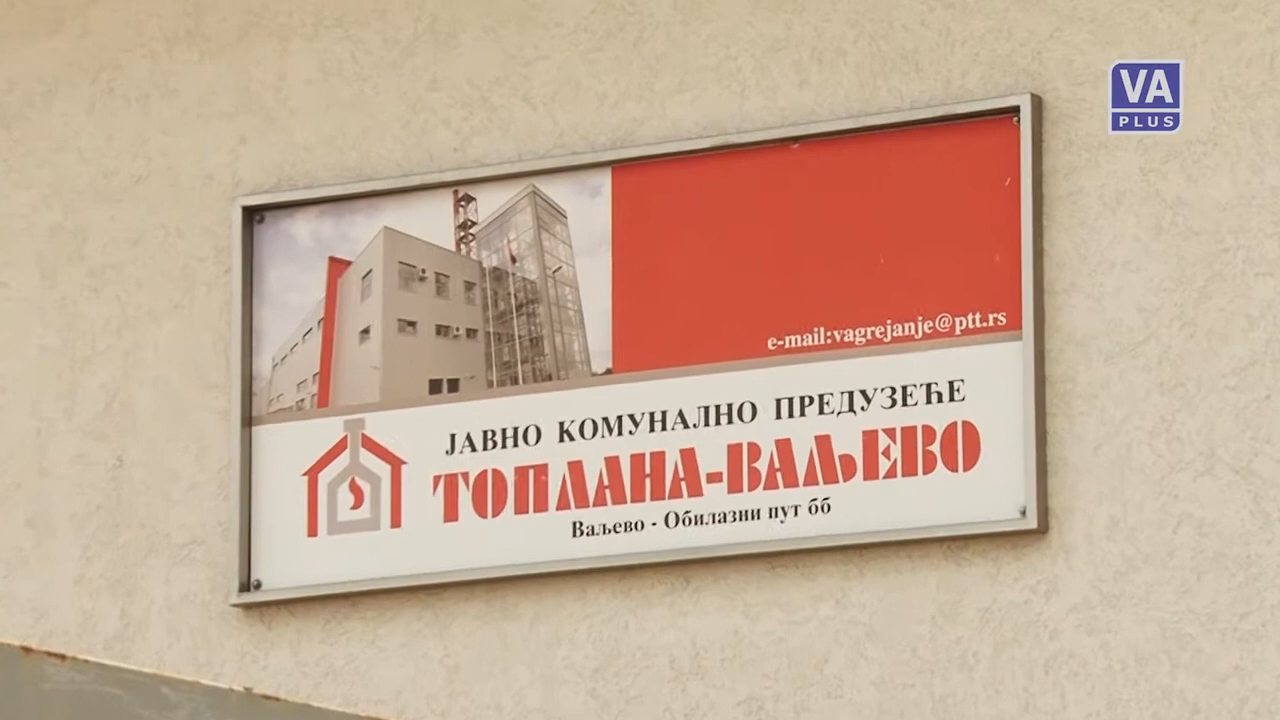 VA
PLUS
e-mail:vagrejanje@ptt.rs
ЈАВНО КОМУНАЛНО ПРЕДУЗЕЋЕ
ТОПЛАНА-ВАЉЕВО
Ваљево - Обилазни пут бб